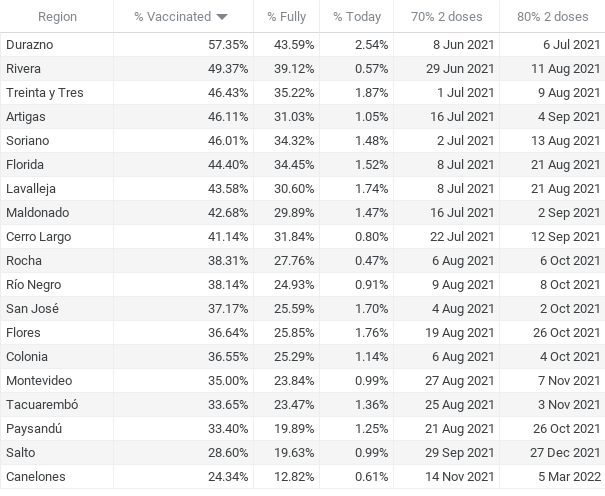 Region % Vaccinated % Fully % Today 70% 2 doses 80% 2 doses
Durazno 57.35% 43.59% 2.54% 8 Jun 2021 6 Jul 2021
Rivera 49.37% 39.12% 0.57% 29 Jun 2021 11 Aug 2021
Treinta y Tres 46.43% 35.22% 1.87% 1 Jul 2021 9 Aug 2021
Artigas 46.11% 31.03% 1.05% 16 Jul 2021 4 Sep 2021
Soriano 46.01% 34.32% 1.48% 2 Jul 2021 13 Aug 2021
Florida 44.40% 34.45% 1.52% 8 Jul 2021 21 Aug 2021
Lavalleja 43.58% 30.60% 1.74% 8 Jul 2021 21 Aug 2021
Maldonado 42.68% 29.89% 1.47% 16 Jul 2021 2 Sep 2021
Cerro Largo 41.14% 31.84% 0.80% 22 Jul 2021 12 Sep 2021
Rocha 38.31% 27.76% 0.47% 6 Aug 2021 6 Oct 2021
Río Negro 38.14% 24.93% 0.91% 9 Aug 2021 8 Oct 2021
San José 37.17% 25.59% 1.70% 4 Aug 2021 2 Oct 2021
Flores 36.64% 25.85% 1.76% 19 Aug 2021 26 Oct 2021
Colonia 36.55% 25.29% 1.14% 6 Aug 2021 4 Oct 2021
Montevideo 35.00% 23.84% 0.99% 27 Aug 2021 7 Nov 2021
Tacuarembó 33.65% 23.47% 1.36% 25 Aug 2021 3 Nov 2021
Paysandú 33.40% 19.89% 1.25% 21 Aug 2021 26 Oct 2021
Salto 28.60% 19.63% 0.99% 29 Sep 2021 27 Dec 2021
Canelones 24.34% 12.82% 0.61% 14 Nov 2021 5 Mar 2022